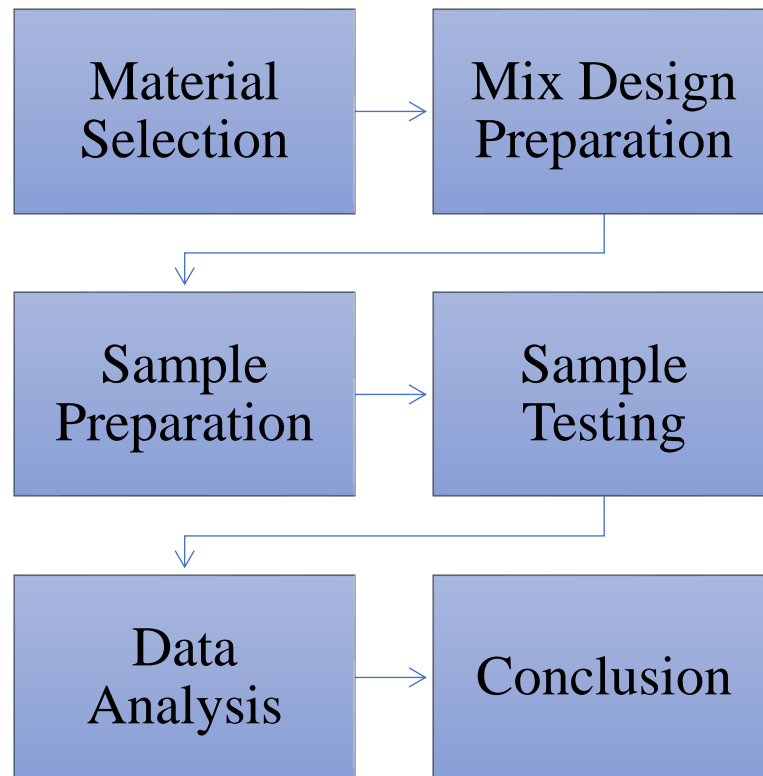 Material
Selection
Mix Design
Preparation
Sample
Preparation
Sample
Testing
Data
Analysis
Conclusion